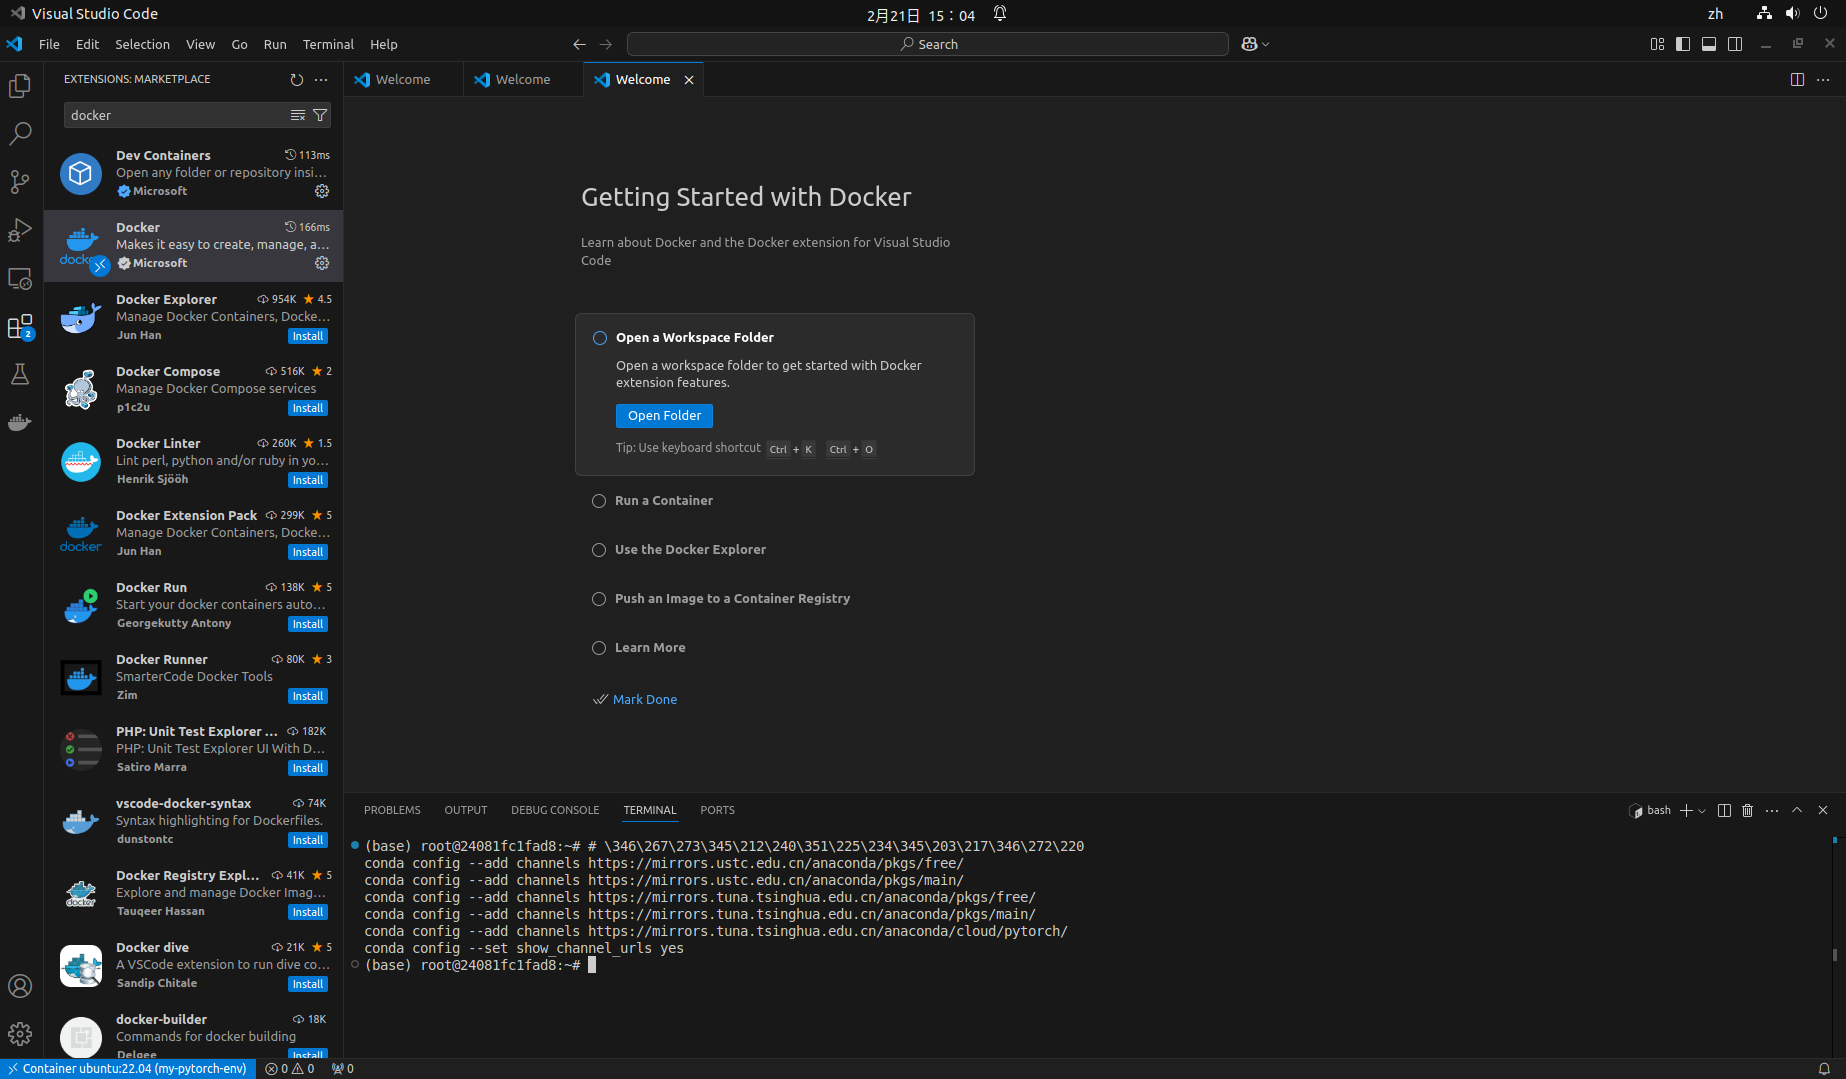 Visual Studio Code
2月21日 15：04
zh
File Edit Selection View Go Run Terminal Help
Search
EXTENSIONS: MARKETPLACE
docker
Dev Containers 113ms
Open any folder or repository insi...
Microsoft
Docker 166ms
Makes it easy to create, manage, a...
Microsoft
Docker Explorer 954K 4.5
Manage Docker Containers, Docke...
Jun Han Install
Docker Compose 516K 2
Manage Docker Compose services
p1c2u Install
Docker Linter 260K 1.5
Lint perl, python and/or ruby in yo...
Henrik Sjööh Install
Docker Extension Pack 299K 5
Manage Docker Containers, Docke...
docker
Jun Han Install
Docker Run 138K 5
Start your docker containers auto...
Georgekutty Antony Install
Docker Runner 80K 3
SmarterCode Docker Tools
Zim Install
PHP: Unit Test Explorer ... 182K
PHP: Unit Test Explorer UI With D...
Satiro Marra Install
vscode-docker-syntax 74K
Syntax highlighting for Dockerfiles.
dunstontc Install
Docker Registry Expl... 41K 5
Explore and manage Docker Imag...
docker
Tauqeer Hassan Install
Docker dive 21K 5
A VSCode extension to run dive co...
Sandip Chitale Install
docker-builder 18K
Commands for docker building
Delgee Install
2
Welcome Welcome Welcome
Getting Started with Docker
Learn about Docker and the Docker extension for Visual Studio
Code
Open a Workspace Folder
Open a workspace folder to get started with Docker
extension features.
Open Folder
Tip: Use keyboard shortcut Ctrl + K Ctrl + O
Run a Container
Use the Docker Explorer
Push an Image to a Container Registry
Learn More
Mark Done
PROBLEMS OUTPUT DEBUG CONSOLE TERMINAL PORTS
bash
(base) root@24081fc1fad8:~# # \346\267\273\345\212\240\351\225\234\345\203\217\346\272\220
conda config --add channels https://mirrors.ustc.edu.cn/anaconda/pkgs/free/
conda config --add channels https://mirrors.ustc.edu.cn/anaconda/pkgs/main/
conda config --add channels https://mirrors.tuna.tsinghua.edu.cn/anaconda/pkgs/free/
conda config --add channels https://mirrors.tuna.tsinghua.edu.cn/anaconda/pkgs/main/
conda config --add channels https://mirrors.tuna.tsinghua.edu.cn/anaconda/cloud/pytorch/
conda config --set show_channel_urls yes
(base) root@24081fc1fad8:~#
Container ubuntu:22.04 (my-pytorch-env) 0 0 0